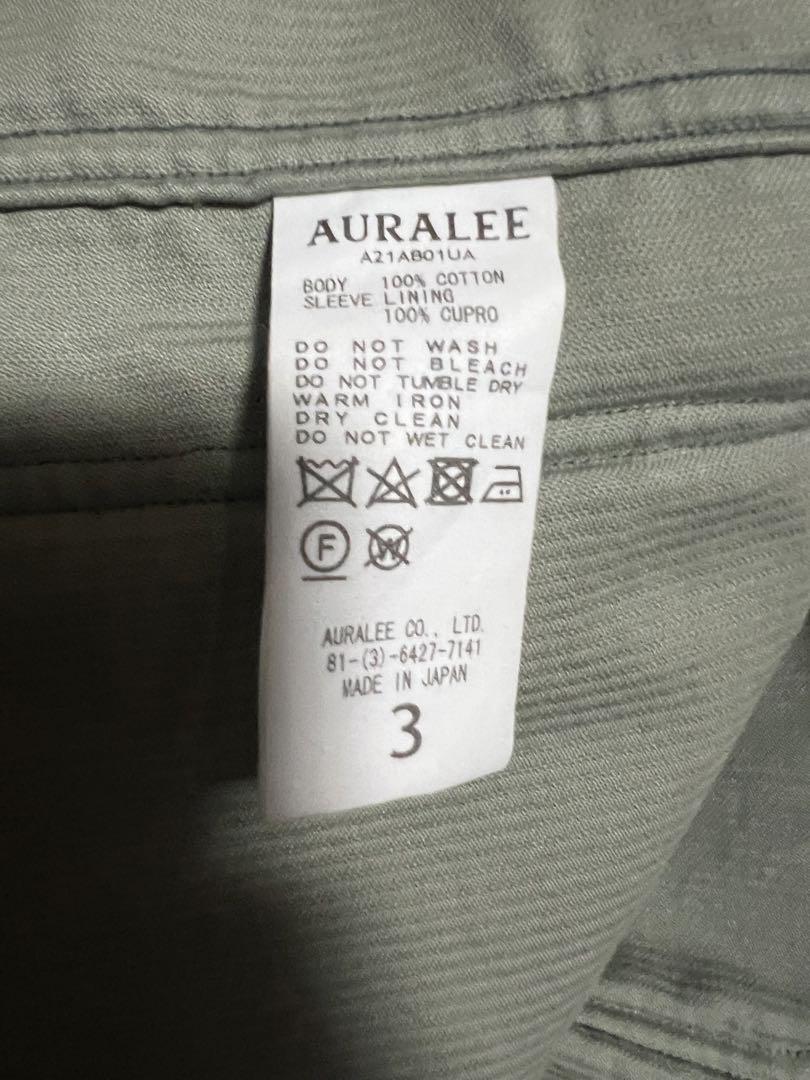 AURALEE
A21AB01UA
BODY 100% COTTON
SLEEVE LINING
100% CUPRO
DO NOT WASH
DO NOT BLEACH
DO NOT TUMBLE DRY
WARM IRON
DRY CLEAN
DO NOT WET CLEAN
F W
AURALEE CO., LTD.
81-(3)-6427-7141
MADE IN JAPAN
3